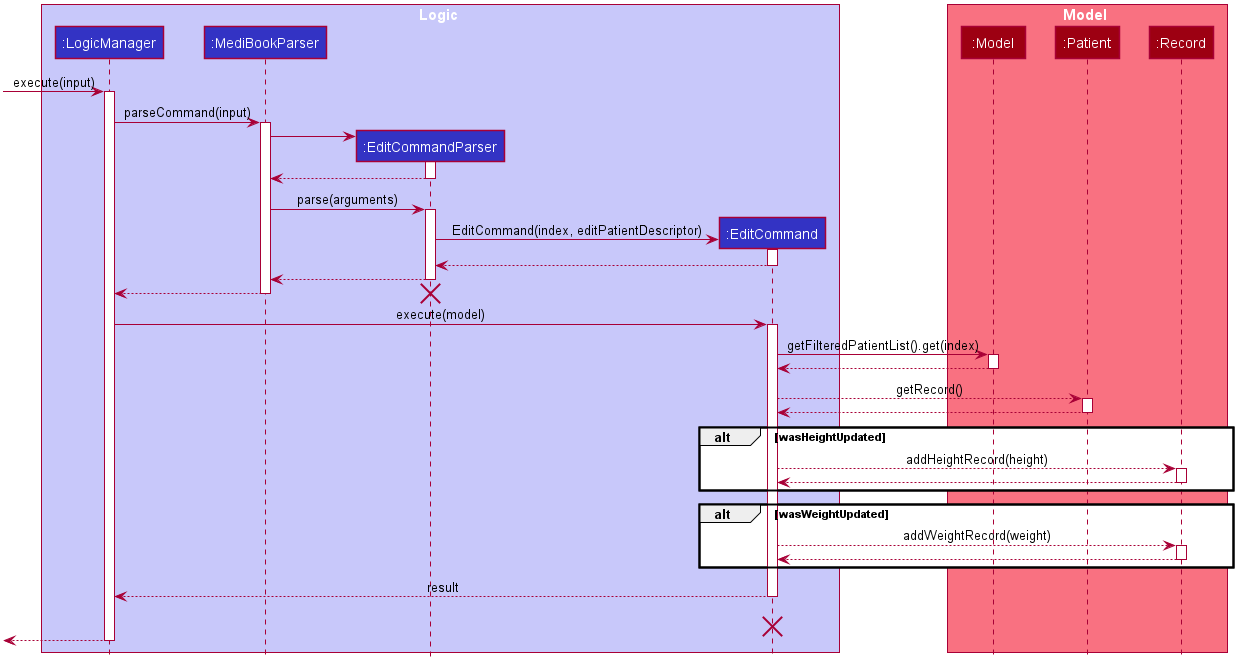 Logic
Model
:LogicManager
:MediBookParser
:Model
:Patient
:Record
execute(input)
parseCommand(input)
:EditCommandParser
parse(arguments)
EditCommand(index, editPatientDescriptor)
:EditCommand
execute(model)
getFilteredPatientList().get(index)
getRecord()
alt
[wasHeightUpdated]
addHeightRecord(height)
alt
[wasWeightUpdated]
addWeightRecord(weight)
result